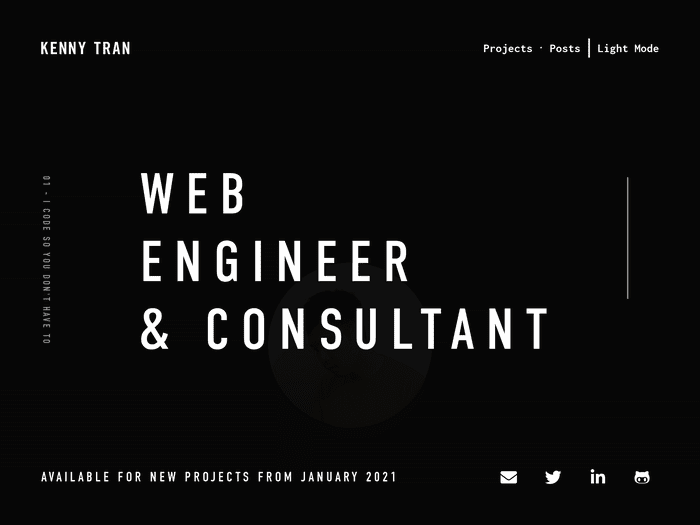 KENNY TRAN
Projects · Posts | Light Mode
01 - I CODE SO YOU DON'T HAVE TO
WEB
ENGINEER
& CONSULTANT
AVAILABLE FOR NEW PROJECTS FROM JANUARY 2021